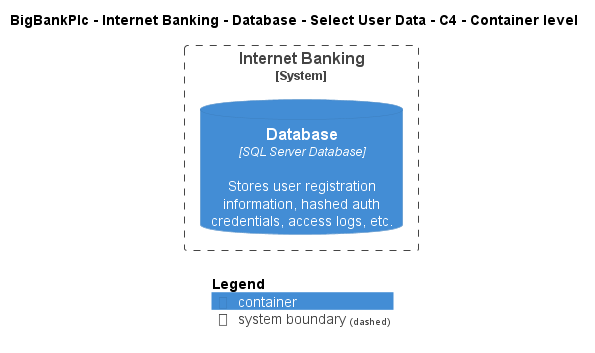 BigBankPlc - Internet Banking - Database - Select User Data - C4 - Container level
Internet Banking
[System]
Database
[SQL Server Database]
Stores user registration
information, hashed auth
credentials, access logs, etc.
Legend
container
system boundary (dashed)